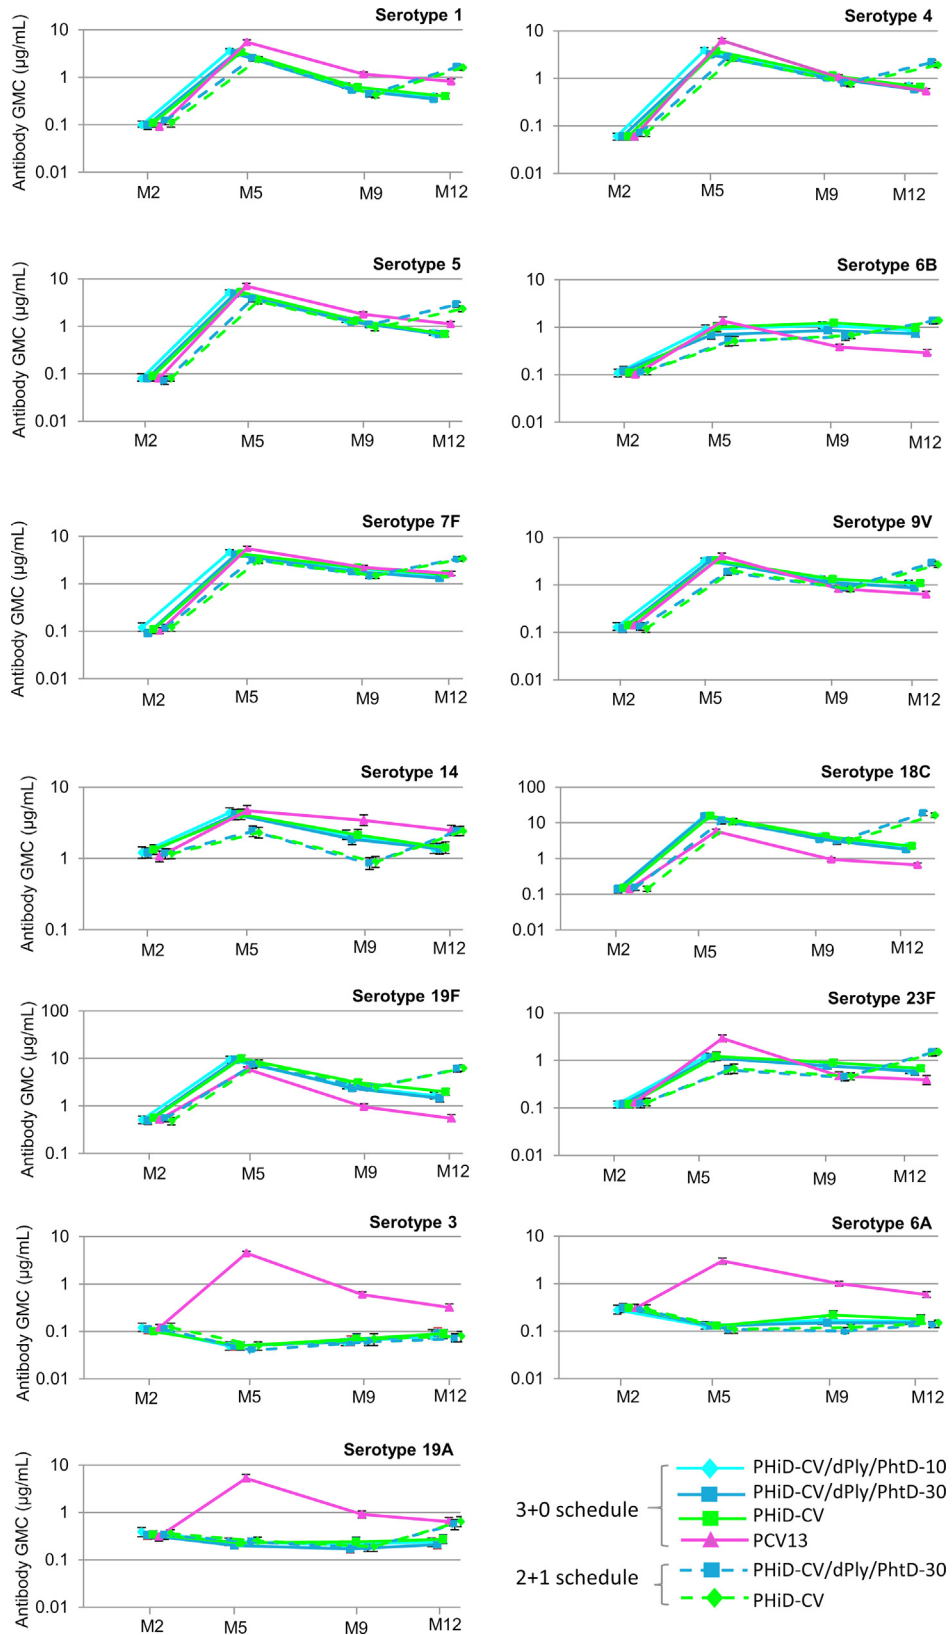 Serotype 1
Antibody GMC (µg/mL)
10
1
0.1
0.01
M2 M5 M9 M12
Serotype 4
10
1
0.1
0.01
M2 M5 M9 M12
Serotype 5
Antibody GMC (µg/mL)
10
1
0.1
0.01
M2 M5 M9 M12
Serotype 6B
10
1
0.1
0.01
M2 M5 M9 M12
Serotype 7F
Antibody GMC (µg/mL)
10
1
0.1
0.01
M2 M5 M9 M12
Serotype 9V
10
1
0.1
0.01
M2 M5 M9 M12
Serotype 14
Antibody GMC (µg/mL)
10
1
0.1
M2 M5 M9 M12
Serotype 18C
100
10
1
0.1
0.01
M2 M5 M9 M12
Serotype 19F
Antibody GMC (µg/mL)
100
10
1
0.1
M2 M5 M9 M12
Serotype 23F
10
1
0.1
0.01
M2 M5 M9 M12
Serotype 3
Antibody GMC (µg/mL)
10
1
0.1
0.01
M2 M5 M9 M12
Serotype 6A
10
1
0.1
0.01
M2 M5 M9 M12
Serotype 19A
Antibody GMC (µg/mL)
10
1
0.1
0.01
M2 M5 M9 M12
3+0 schedule
PHiD-CV/dPly/PhtD-10
PHiD-CV/dPly/PhtD-30
PHiD-CV
PCV13
2+1 schedule
PHiD-CV/dPly/PhtD-30
PHiD-CV